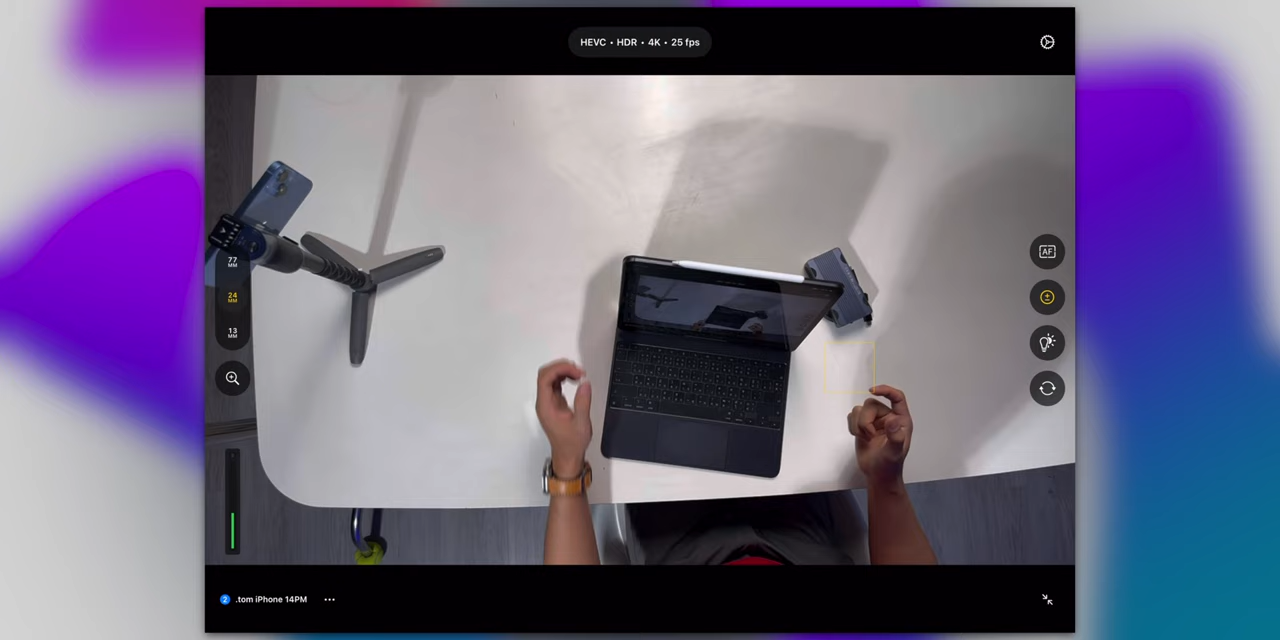 HEVC • HDR • 4K • 25 fps
77
MM
24
MM
13
MM
AF
2 .tom iPhone 14PM